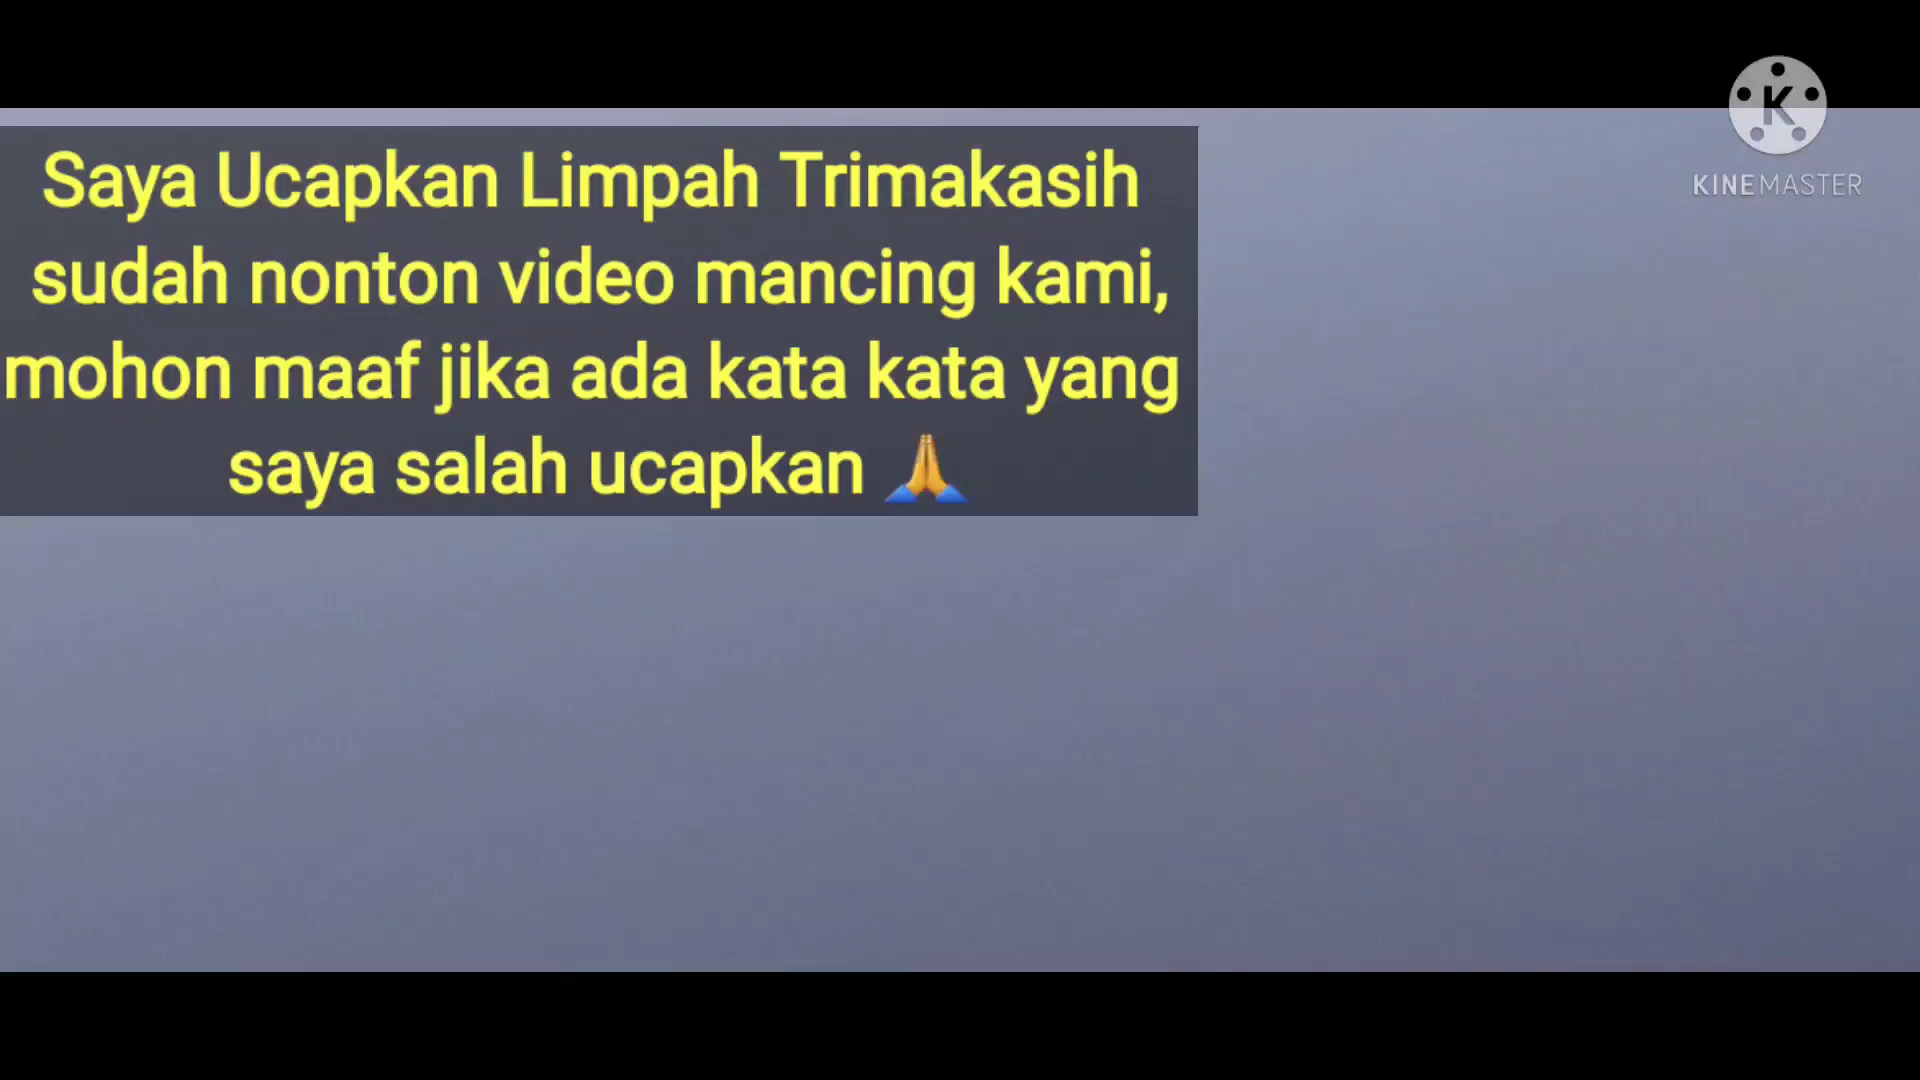 Saya Ucapkan Limpah Trimakasih
sudah nonton video mancing kami,
mohon maaf jika ada kata kata yang
saya salah ucapkan 🙏
K
KINEMASTER